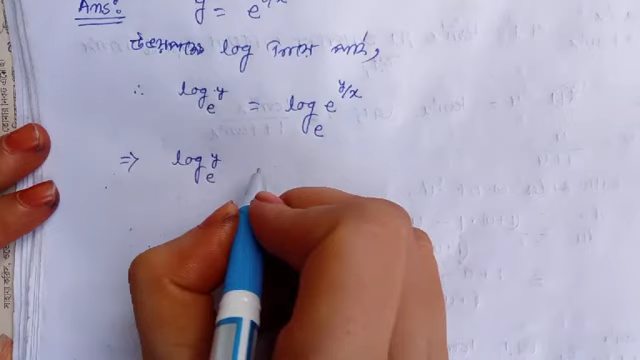 Ans: y = e^{y/x}
উভয়পক্ষে log নিয়ে পাই,
∴ log_e y = log_e e^{y/x}
⇒ log_e y